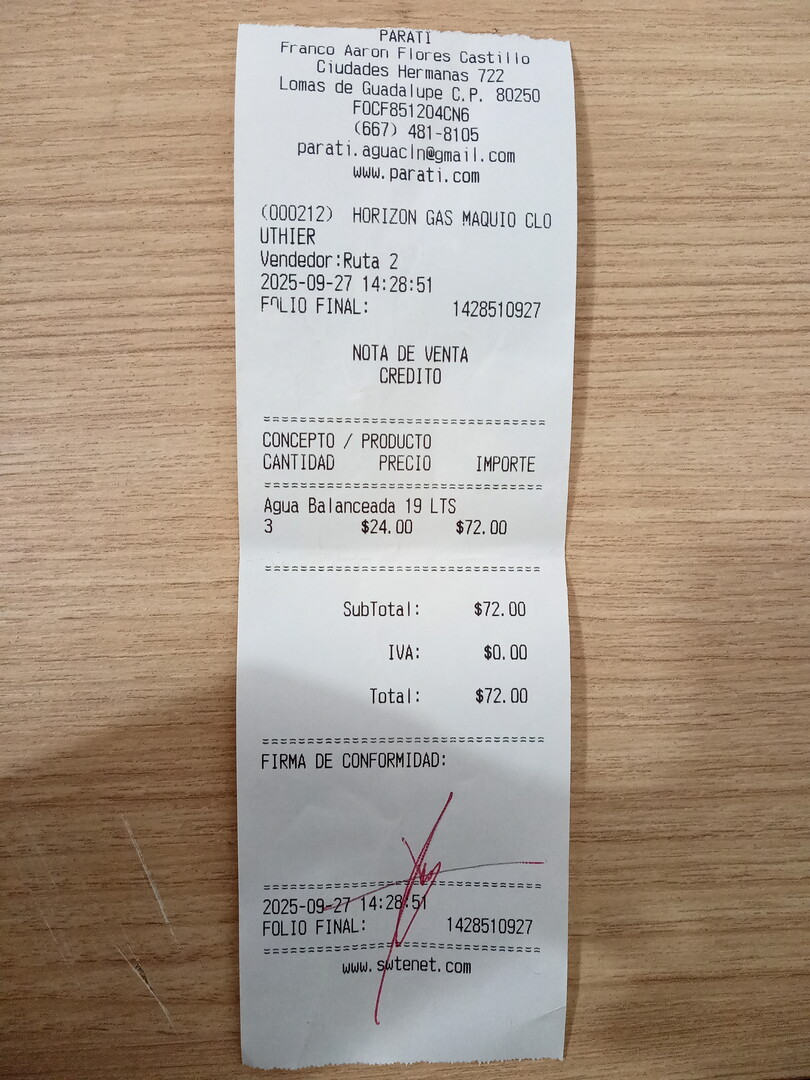 PARATI
Franco Aaron Flores Castillo
Ciudades Hermanas 722
Lomas de Guadalupe C.P. 80250
FOCF851204CN6
(667) 481-8105
parati.aguacln@gmail.com
www.parati.com
(000212) HORIZON GAS MAQUIO CLO
UTHIER
Vendedor:Ruta 2
2025-09-27 14:28:51
FOLIO FINAL: 1428510927
NOTA DE VENTA
CREDITO
==============================
CONCEPTO / PRODUCTO
CANTIDAD PRECIO IMPORTE
==============================
Agua Balanceada 19 LTS
3 $24.00 $72.00
==============================
SubTotal: $72.00
IVA: $0.00
Total: $72.00
==============================
FIRMA DE CONFORMIDAD:
==============================
2025-09-27 14:28:51
FOLIO FINAL: 1428510927
==============================
www.swtenet.com